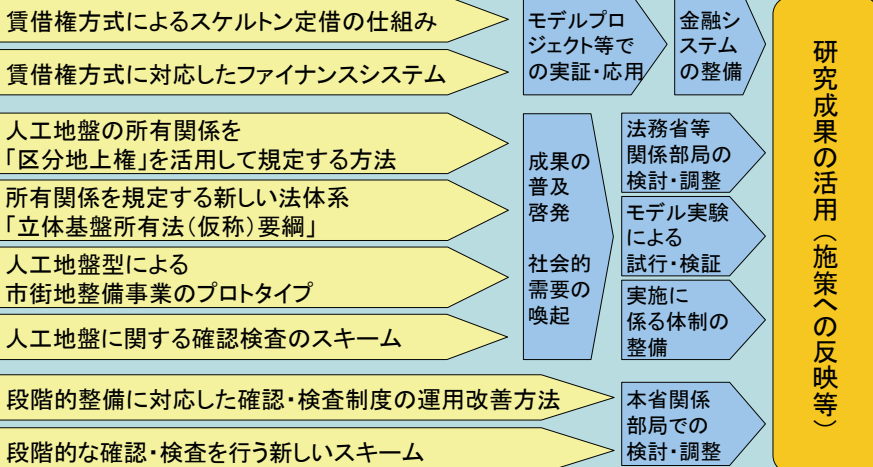 賃借権方式によるスケルトン定借の仕組み
賃借権方式に対応したファイナンスシステム
モデルプロ
ジェクト等で
の実証・応用
金融シ
ステム
の整備
人工地盤の所有関係を
「区分地上権」を活用して規定する方法
所有関係を規定する新しい法体系
「立体基盤所有法(仮称)要綱」
人工地盤型による
市街地整備事業のプロトタイプ
人工地盤に関する確認検査のスキーム
成果の
普及
啓発
社会的
需要の
喚起
法務省等
関係部局の
検討・調整
モデル実験
による
試行・検証
実施に
係る体制の
整備
段階的整備に対応した確認・検査制度の運用改善方法
段階的な確認・検査を行う新しいスキーム
本省関係
部局での
検討・調整
研究成果の活用(施策への反映等)